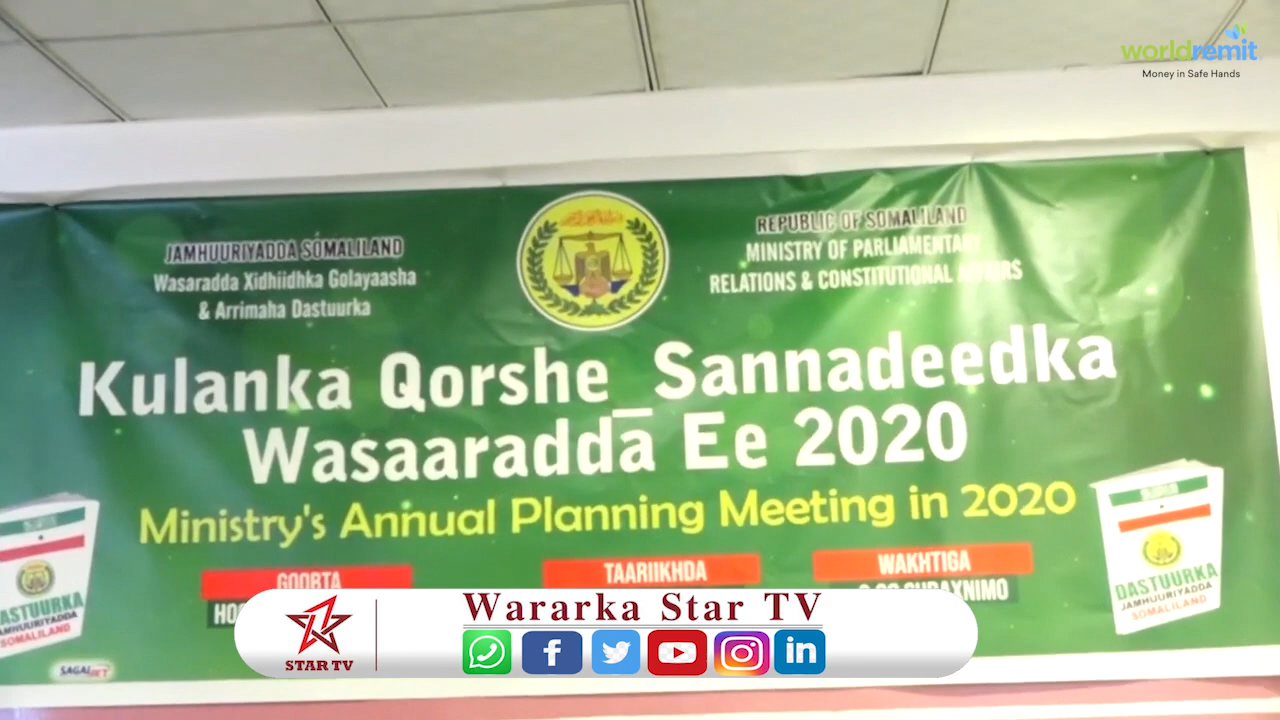 worldremit
Money in Safe Hands
JAMHUURIYADDA SOMALILAND
Wasaradda Xidhiidhka Golayaasha
& Arrimaha Dastuurka
REPUBLIC OF SOMALILAND
MINISTRY OF PARLIAMENTARY
RELATIONS & CONSTITUTIONAL AFFAIRS
Kulanka Qorshe_Sannadeedka
Wasaaradda Ee 2020
Ministry's Annual Planning Meeting in 2020
GOORTA
TAARIIKHDA
WAKHTIGA
DASTUURKA
JAMHUURIYADDA
SOMALILAND
DASTUURKA
JAMHUURIYADDA
SOMALILAND
STAR TV
Wararka Star TV